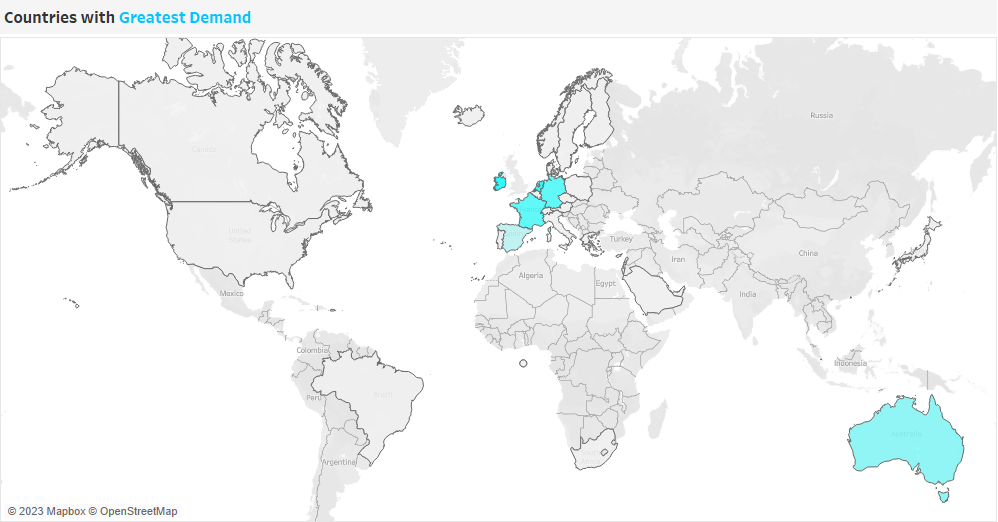 Countries with Greatest Demand
Russia
Canada
United
States
Turkey
China
Iran
Algeria
Egypt
India
Mexico
Colombia
Indonesia
Peru
Brazil
Australia
Argentina
© 2023 Mapbox © OpenStreetMap